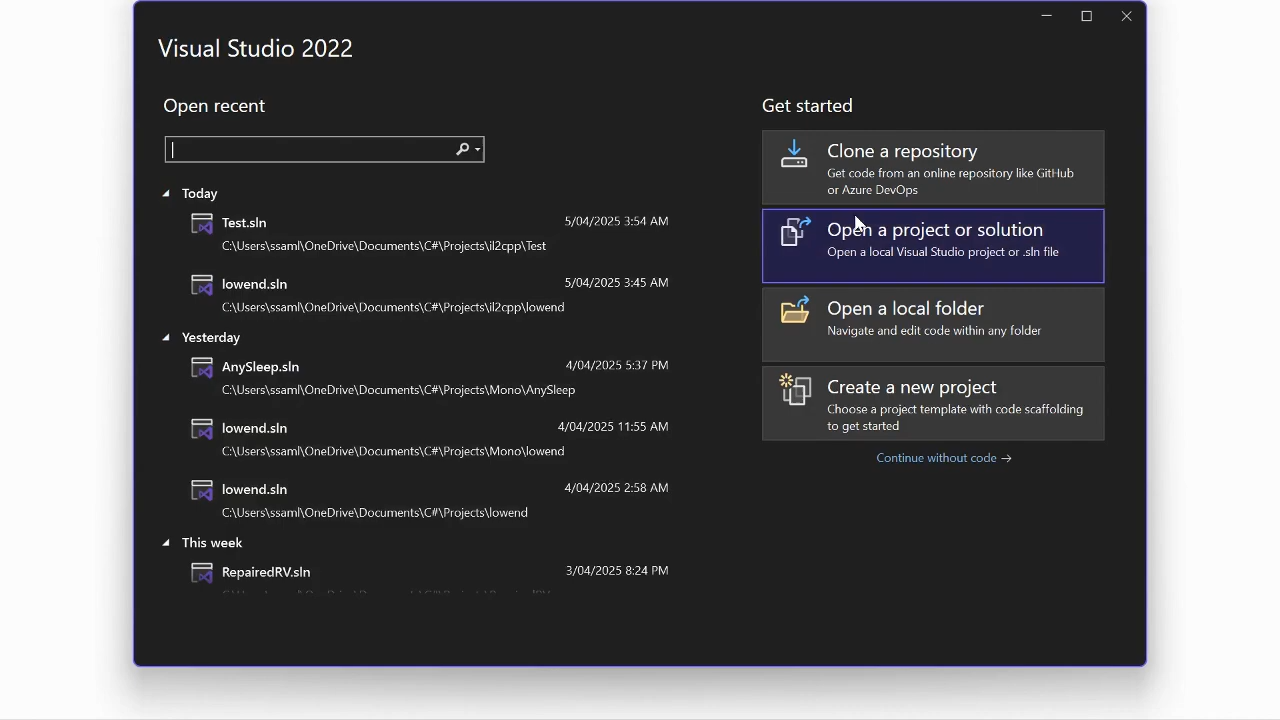 Visual Studio 2022
Open recent
Today
Test.sln
5/04/2025 3:54 AM
C:\Users\ssaml\OneDrive\Documents\C#\Projects\il2cpp\Test
lowend.sln
5/04/2025 3:45 AM
C:\Users\ssaml\OneDrive\Documents\C#\Projects\il2cpp\lowend
Yesterday
AnySleep.sln
4/04/2025 5:37 PM
C:\Users\ssaml\OneDrive\Documents\C#\Projects\Mono\AnySleep
lowend.sln
4/04/2025 11:55 AM
C:\Users\ssaml\OneDrive\Documents\C#\Projects\Mono\lowend
lowend.sln
4/04/2025 2:58 AM
C:\Users\ssaml\OneDrive\Documents\C#\Projects\lowend
This week
RepairedRV.sln
3/04/2025 8:24 PM
Get started
Clone a repository
Get code from an online repository like GitHub
or Azure DevOps
Open a project or solution
Open a local Visual Studio project or .sln file
Open a local folder
Navigate and edit code within any folder
Create a new project
Choose a project template with code scaffolding
to get started
Continue without code →